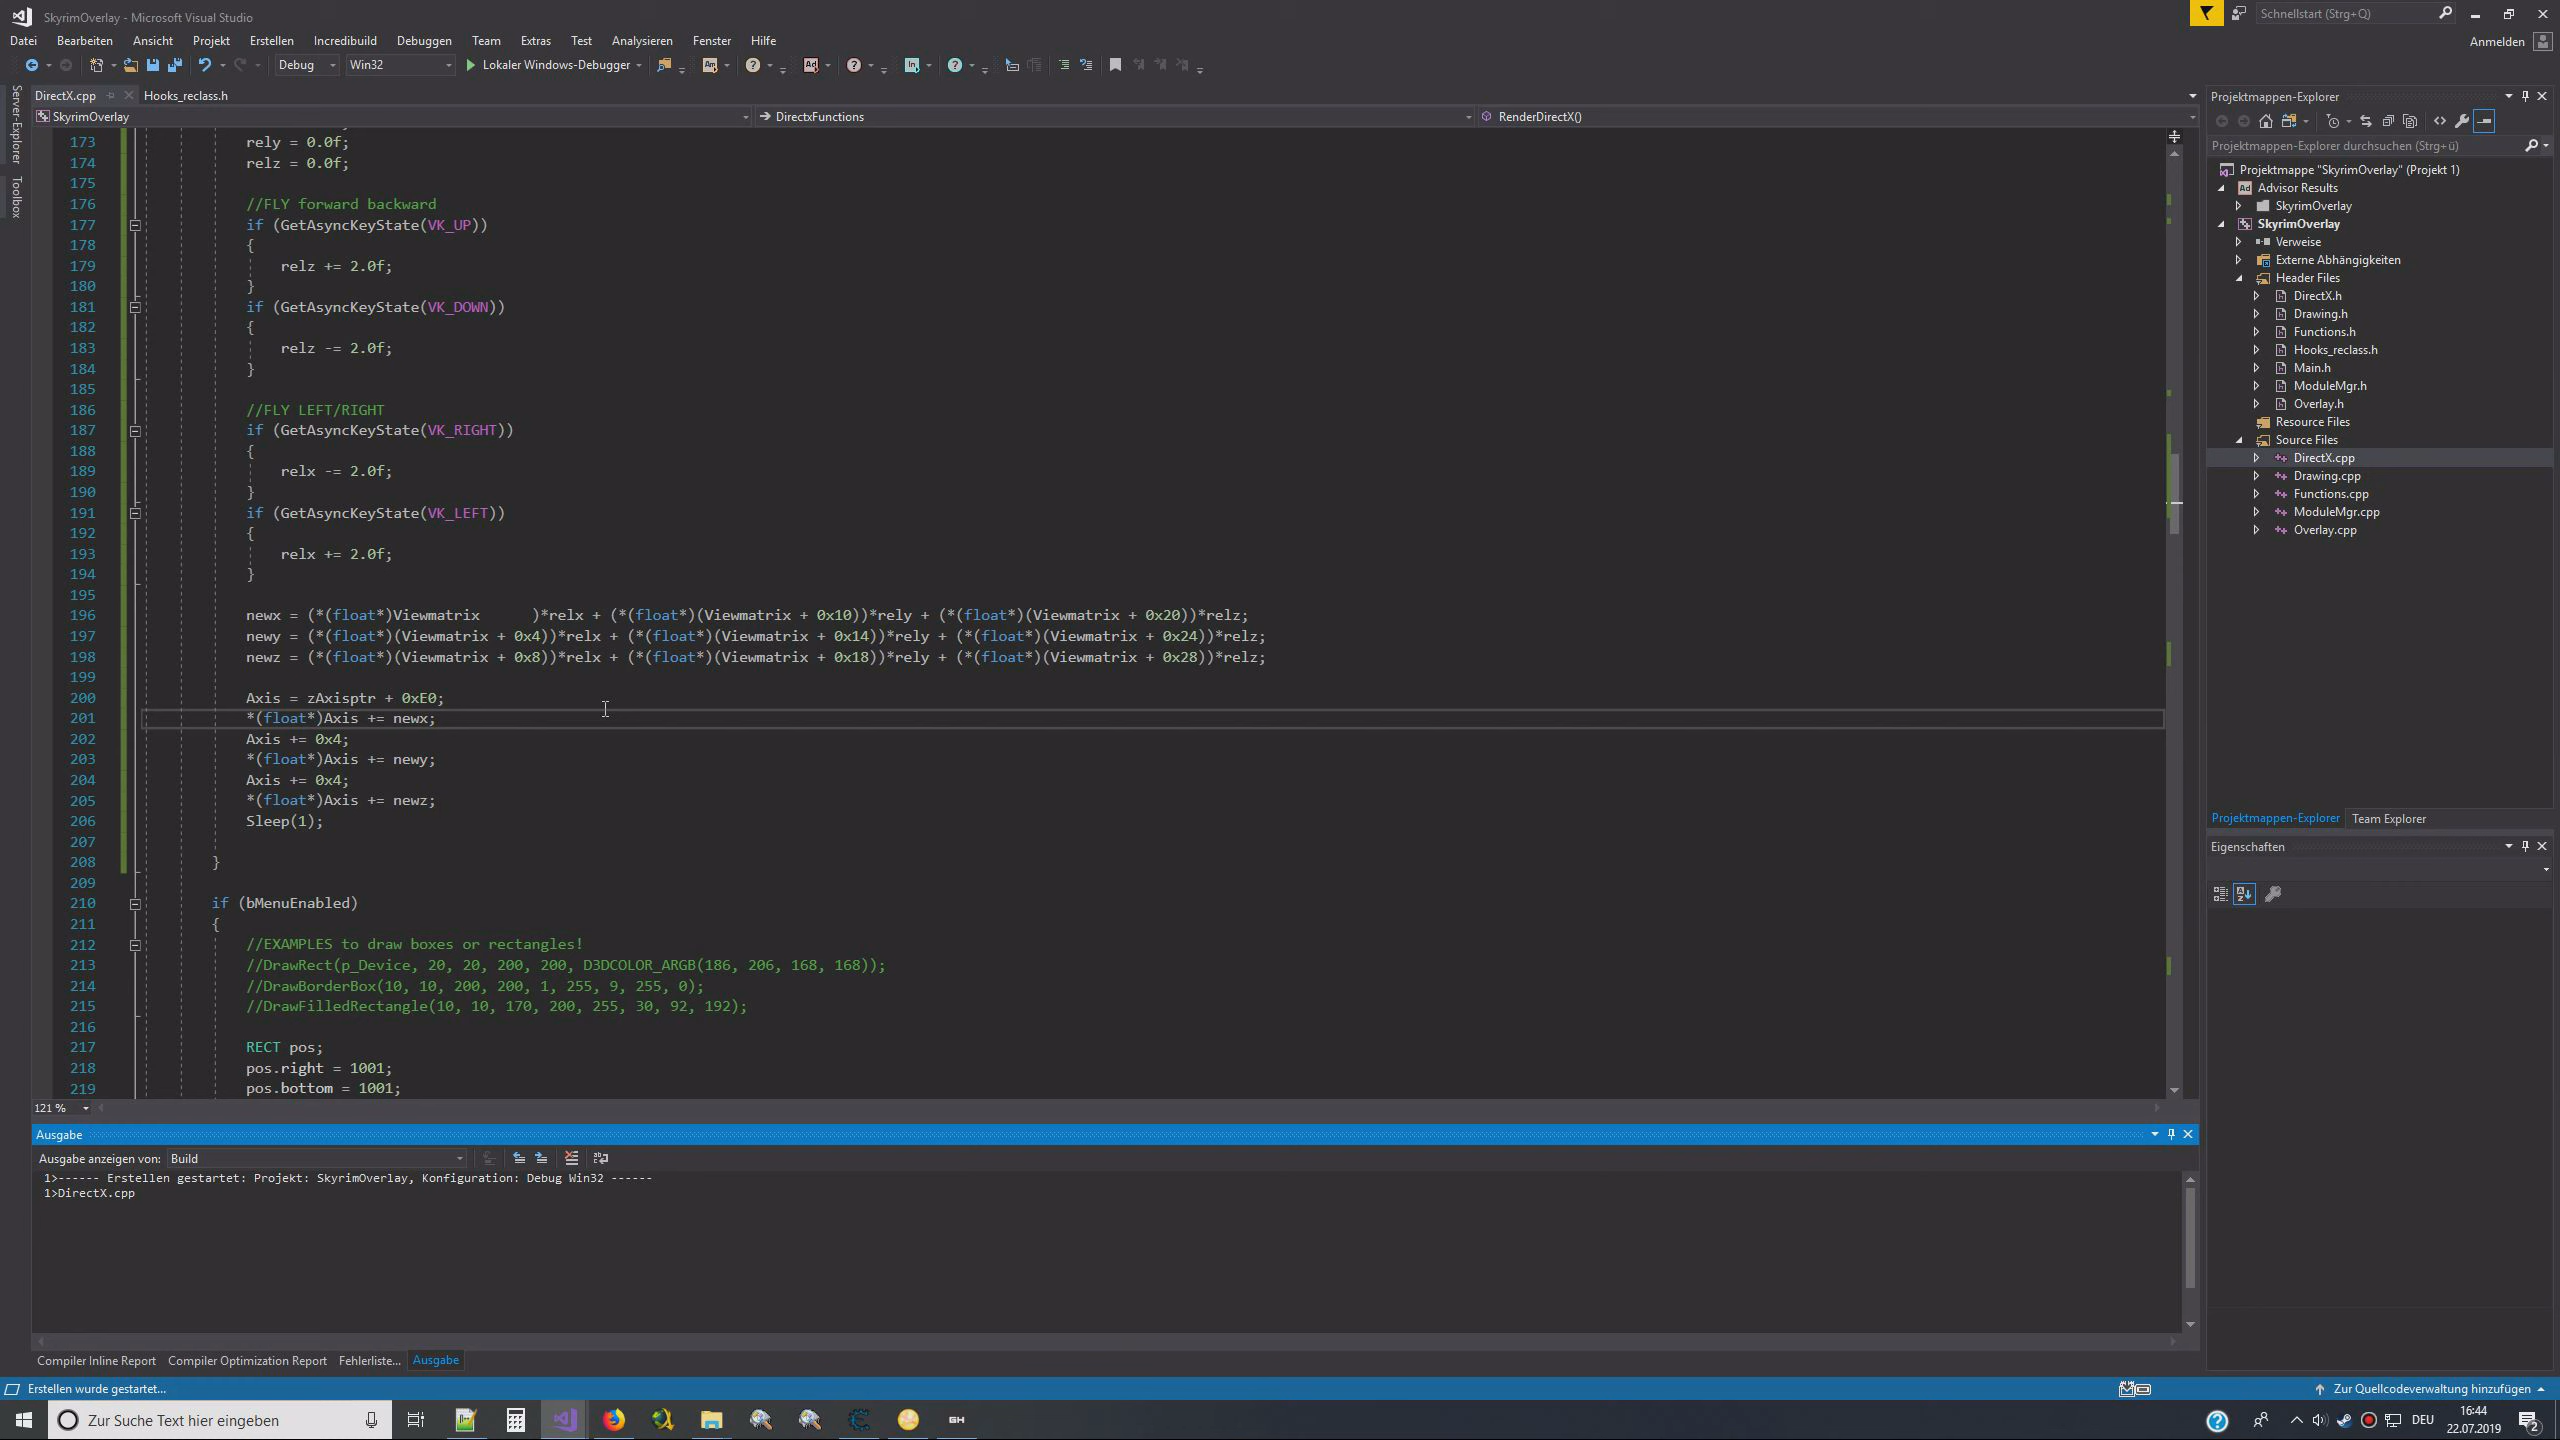 SkyrimOverlay - Microsoft Visual Studio
Schnellstart (Strg+Q)
Datei Bearbeiten Ansicht Projekt Erstellen Incredibuild Debuggen Team Extras Test Analysieren Fenster Hilfe
Anmelden
Debug Win32 Lokaler Windows-Debugger
Server-Explorer
Toolbox
DirectX.cpp Hooks_reclass.h
SkyrimOverlay DirectxFunctions RenderDirectX()
173 rely = 0.0f;
174 relz = 0.0f;
175
176 //FLY forward backward
177 if (GetAsyncKeyState(VK_UP))
178 {
179 relz += 2.0f;
180 }
181 if (GetAsyncKeyState(VK_DOWN))
182 {
183 relz -= 2.0f;
184 }
185
186 //FLY LEFT/RIGHT
187 if (GetAsyncKeyState(VK_RIGHT))
188 {
189 relx -= 2.0f;
190 }
191 if (GetAsyncKeyState(VK_LEFT))
192 {
193 relx += 2.0f;
194 }
195
196 newx = (*(float*)Viewmatrix      )*relx + (*(float*)(Viewmatrix + 0x10))*rely + (*(float*)(Viewmatrix + 0x20))*relz;
197 newy = (*(float*)(Viewmatrix + 0x4))*relx + (*(float*)(Viewmatrix + 0x14))*rely + (*(float*)(Viewmatrix + 0x24))*relz;
198 newz = (*(float*)(Viewmatrix + 0x8))*relx + (*(float*)(Viewmatrix + 0x18))*rely + (*(float*)(Viewmatrix + 0x28))*relz;
199
200 Axis = zAxisptr + 0xE0;
201 *(float*)Axis += newx;
202 Axis += 0x4;
203 *(float*)Axis += newy;
204 Axis += 0x4;
205 *(float*)Axis += newz;
206 Sleep(1);
207
208 }
209
210 if (bMenuEnabled)
211 {
212 //EXAMPLES to draw boxes or rectangles!
213 //DrawRect(p_Device, 20, 20, 200, 200, D3DCOLOR_ARGB(186, 206, 168, 168));
214 //DrawBorderBox(10, 10, 200, 200, 1, 255, 9, 255, 0);
215 //DrawFilledRectangle(10, 10, 170, 200, 255, 30, 92, 192);
216
217 RECT pos;
218 pos.right = 1001;
219 pos.bottom = 1001;
121 %
Ausgabe
Ausgabe anzeigen von: Build
1>------ Erstellen gestartet: Projekt: SkyrimOverlay, Konfiguration: Debug Win32 ------
1>DirectX.cpp
Compiler Inline Report Compiler Optimization Report Fehlerliste... Ausgabe
Erstellen wurde gestartet...
Zur Quellcodeverwaltung hinzufügen
Projektmappen-Explorer
Projektmappen-Explorer durchsuchen (Strg+ü)
Projektmappe "SkyrimOverlay" (Projekt 1)
Advisor Results
SkyrimOverlay
SkyrimOverlay
Verweise
Externe Abhängigkeiten
Header Files
DirectX.h
Drawing.h
Functions.h
Hooks_reclass.h
Main.h
ModuleMgr.h
Overlay.h
Resource Files
Source Files
DirectX.cpp
Drawing.cpp
Functions.cpp
ModuleMgr.cpp
Overlay.cpp
Projektmappen-Explorer Team Explorer
Eigenschaften
Zur Suche Text hier eingeben
GH
DEU
16:44
22.07.2019
2